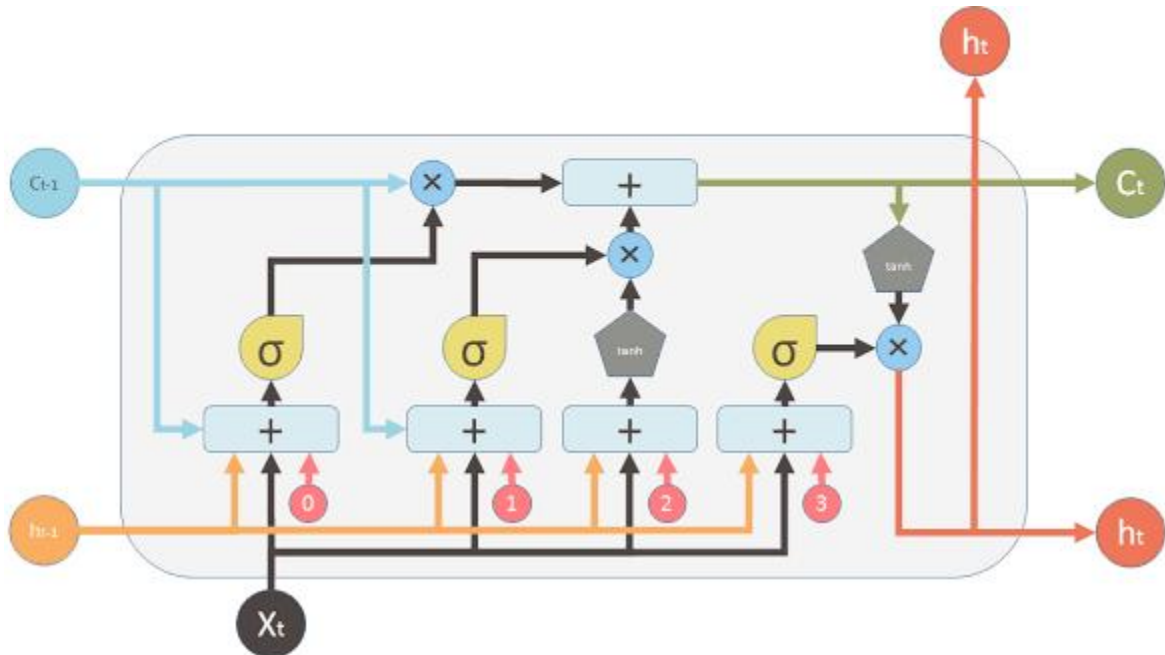 ht
Ct-1
×
+
Ct
×
tanh
σ
σ
tanh
σ
×
+
+
+
+
0
1
2
3
ht-1
ht
Xt